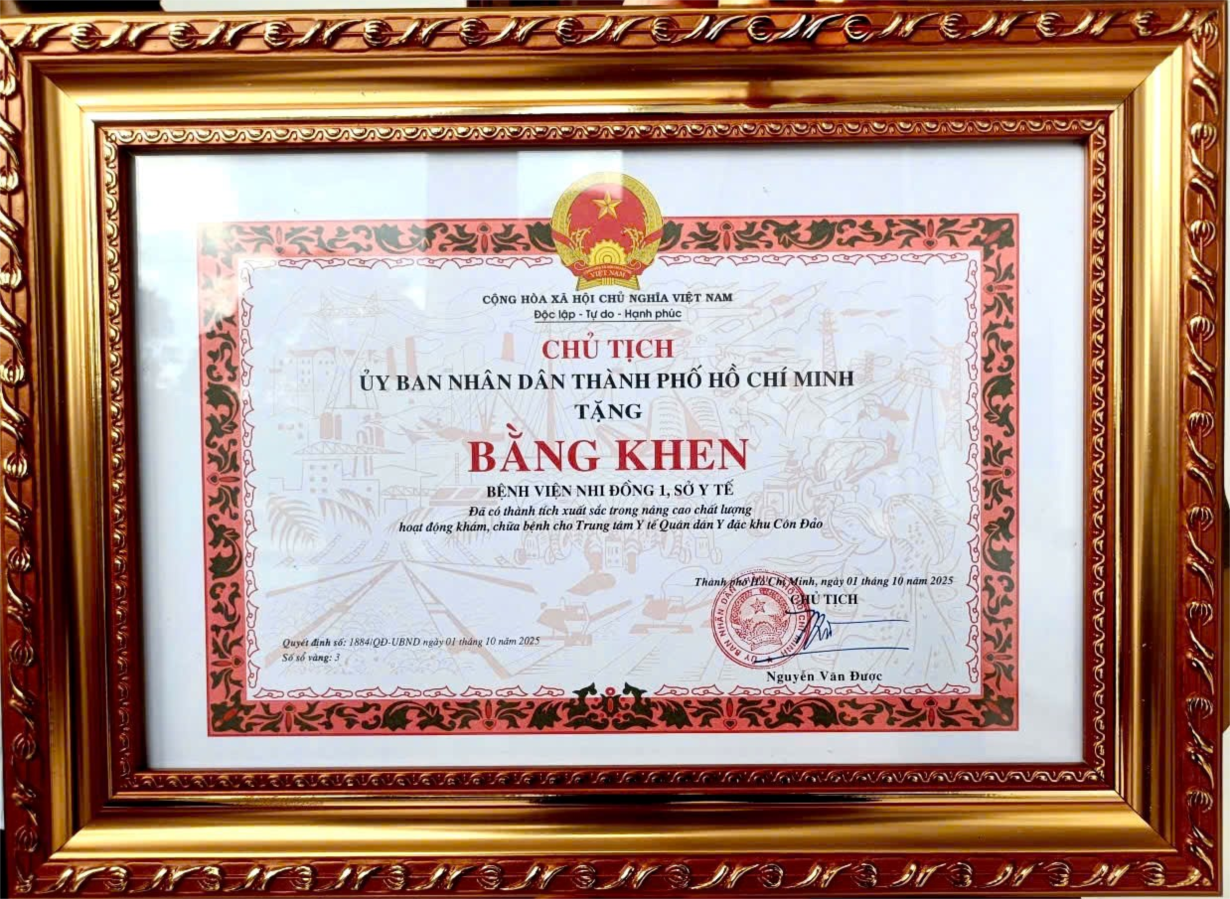 VIỆT NAM
CỘNG HÒA XÃ HỘI CHỦ NGHĨA VIỆT NAM
Độc lập - Tự do - Hạnh phúc
CHỦ TỊCH
ỦY BAN NHÂN DÂN THÀNH PHỐ HỒ CHÍ MINH
TẶNG
BẰNG KHEN
BỆNH VIỆN NHI ĐỒNG 1, SỞ Y TẾ
Đã có thành tích xuất sắc trong nâng cao chất lượng
hoạt động khám, chữa bệnh cho Trung tâm Y tế Quân dân Y đặc khu Côn Đảo
Thành phố Hồ Chí Minh, ngày 01 tháng 10 năm 2025
CHỦ TỊCH
Quyết định số: 1884/QĐ-UBND ngày 01 tháng 10 năm 2025
Số sổ vàng: 3
Nguyễn Văn Được